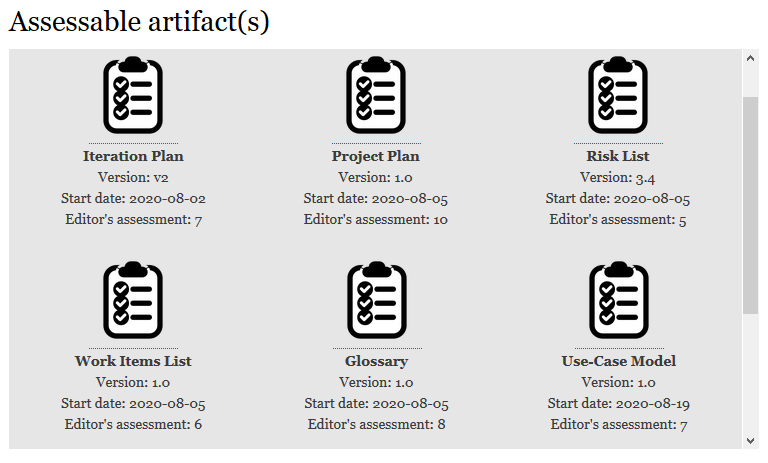 Assessable artifact(s)
Iteration Plan
Version: v2
Start date: 2020-08-02
Editor's assessment: 7
Project Plan
Version: 1.0
Start date: 2020-08-05
Editor's assessment: 10
Risk List
Version: 3.4
Start date: 2020-08-05
Editor's assessment: 5
Work Items List
Version: 1.0
Start date: 2020-08-05
Editor's assessment: 6
Glossary
Version: 1.0
Start date: 2020-08-05
Editor's assessment: 8
Use-Case Model
Version: 1.0
Start date: 2020-08-19
Editor's assessment: 7